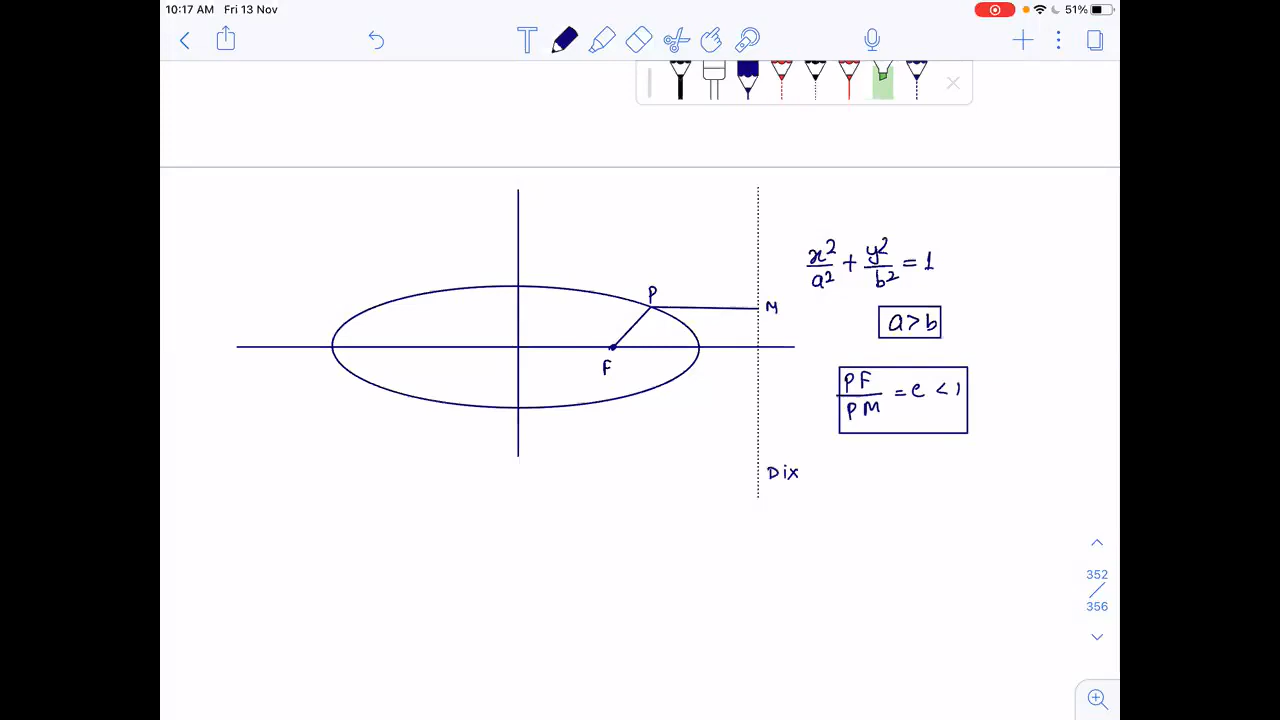 10:17 AM Fri 13 Nov
51%
T
x²/a² + y²/b² = 1
P
M
a > b
F
PF/PM = e < 1
Dix
352
/
356